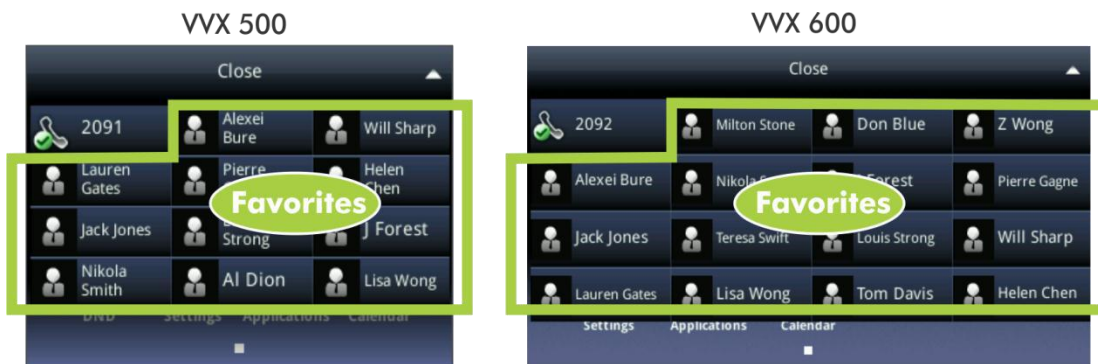 VVX 500
VVX 600
Close
2091
Alexei
Bure
Will Sharp
Lauren
Gates
Pierre
Helen
Chen
Favorites
Jack Jones
Strong
J Forest
Nikola
Smith
Al Dion
Lisa Wong
DND
Settings
Applications
Calendar
Close
2092
Milton Stone
Don Blue
Z Wong
Alexei Bure
Nikola
Forest
Pierre Gagne
Favorites
Jack Jones
Teresa Swift
Louis Strong
Will Sharp
Lauren Gates
Lisa Wong
Tom Davis
Helen Chen
Settings
Applications
Calendar